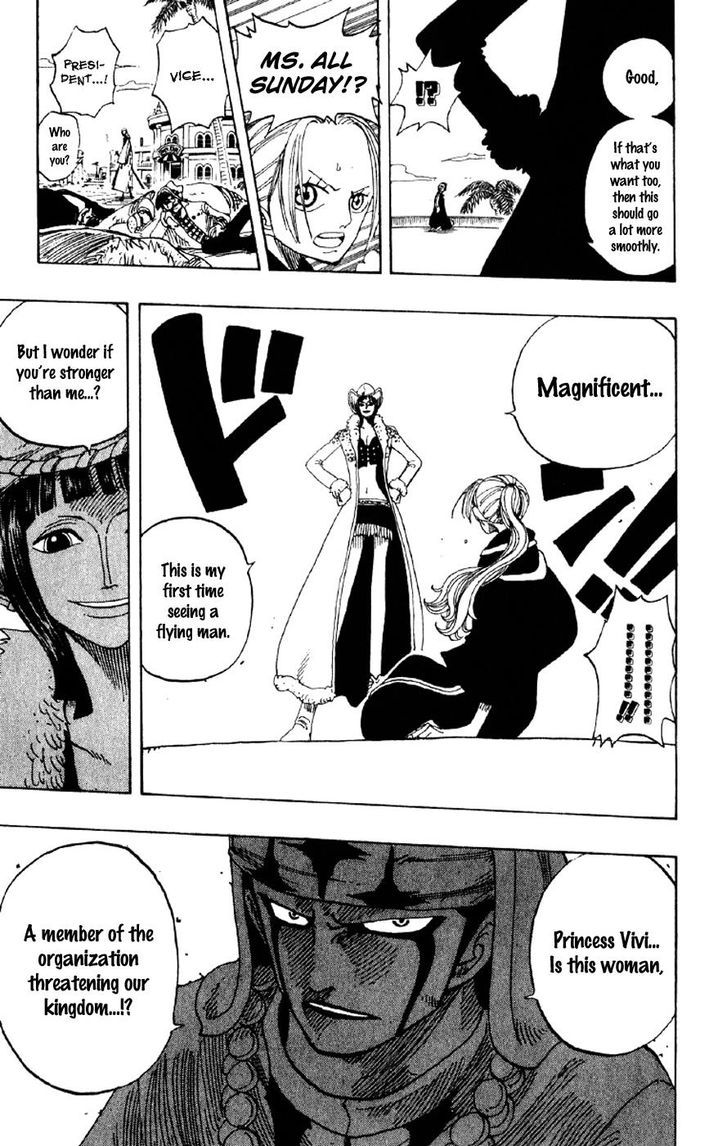 Good,
If that's
what you
want too,
then this
should go
a lot more
smoothly.
!?
MS. ALL
SUNDAY!?
VICE...
PRESI-
DENT...!
Who
are
you?
Magnificent...
ドドン
.........!!
This is my
first time
seeing a
flying man.
But I wonder if
you're stronger
than me...?
Princess Vivi...
Is this woman,
A member of the
organization
threatening our
kingdom...!?